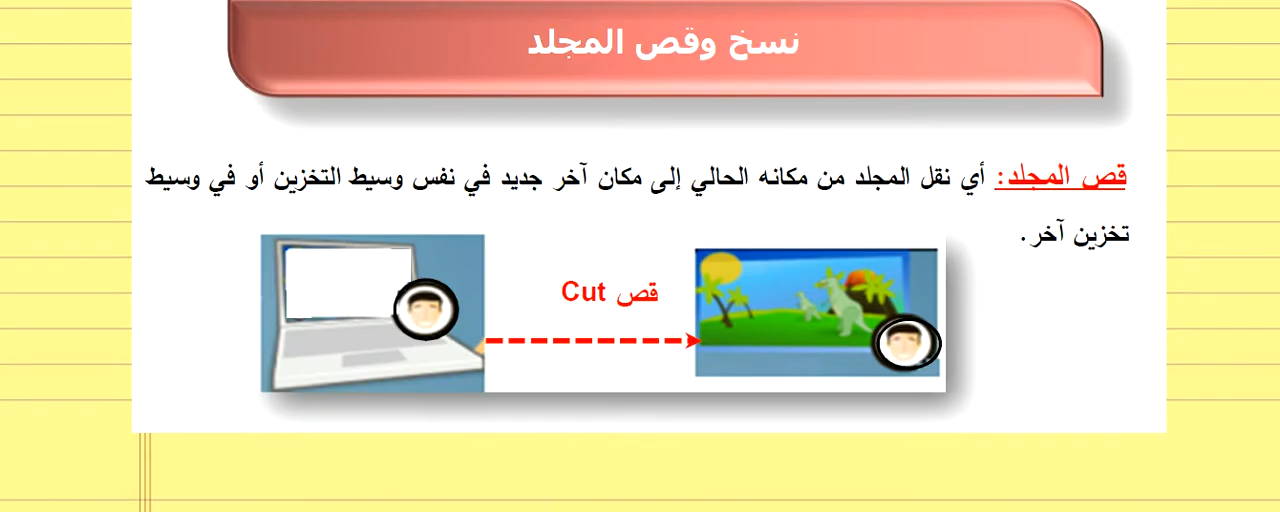 نسخ وقص المجلد
قص المجلد: أي نقل المجلد من مكانه الحالي إلى مكان آخر جديد في نفس وسيط التخزين أو في وسيط
تخزين آخر.
قص Cut